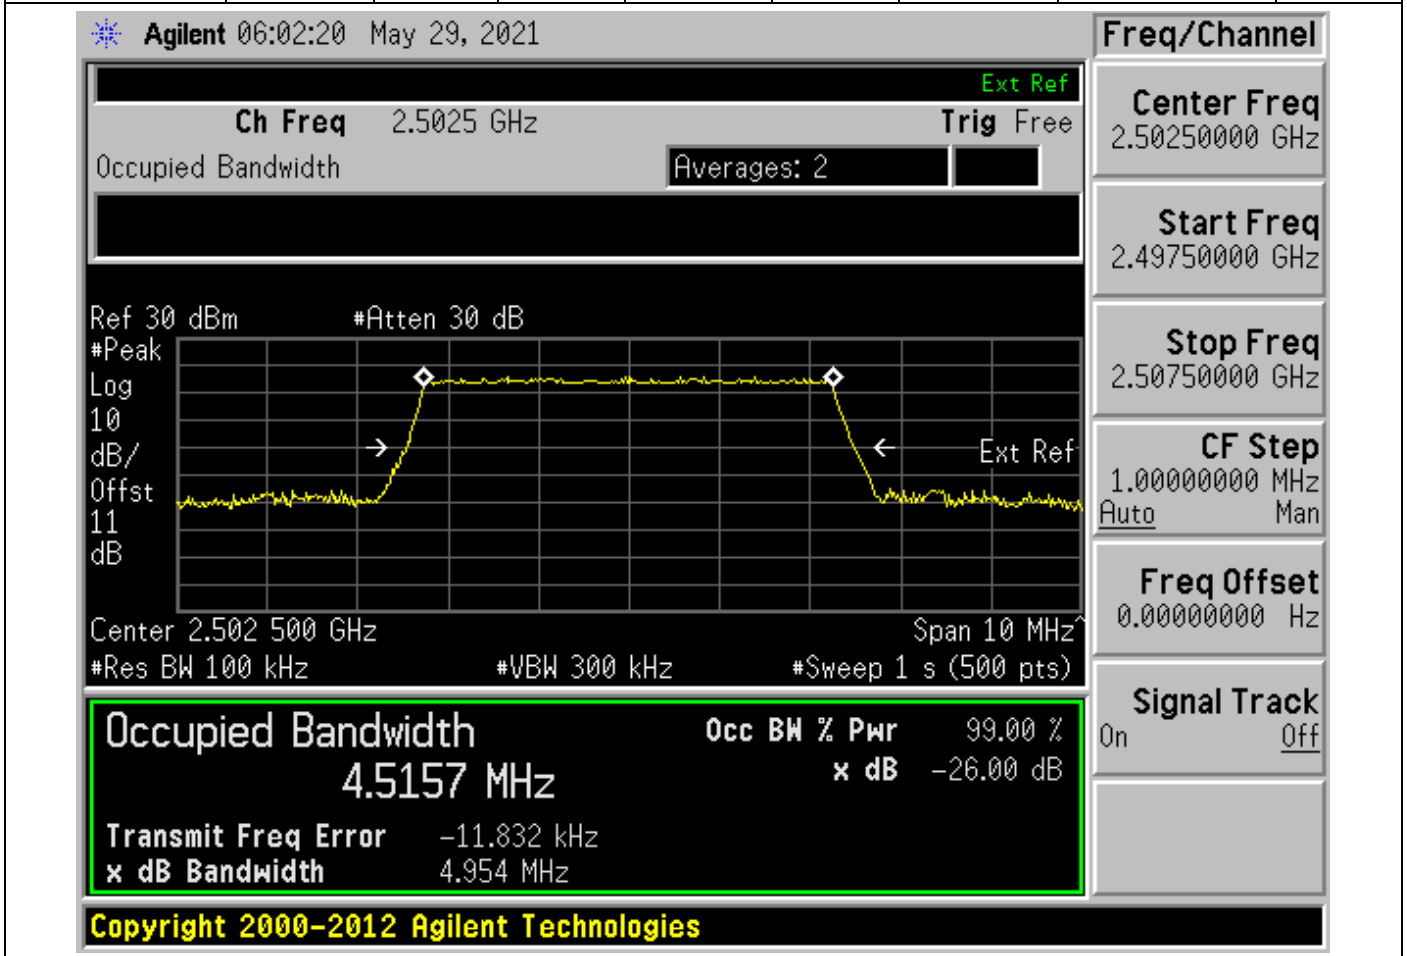 Agilent 06:02:20 May 29, 2021
Freq/Channel
Ext Ref
Ch Freq 2.5025 GHz Trig Free
Occupied Bandwidth Averages: 2
Center Freq
2.50250000 GHz
Start Freq
2.49750000 GHz
Stop Freq
2.50750000 GHz
CF Step
1.00000000 MHz
Auto Man
Freq Offset
0.00000000 Hz
Signal Track
On Off
Ref 30 dBm #Atten 30 dB
#Peak
Log
10
dB/
Offst
11
dB
Ext Ref
Center 2.502 500 GHz Span 10 MHz^
#Res BW 100 kHz #VBW 300 kHz #Sweep 1 s (500 pts)
Occupied Bandwidth
4.5157 MHz
Occ BW % Pwr 99.00 %
x dB -26.00 dB
Transmit Freq Error -11.832 kHz
x dB Bandwidth 4.954 MHz
Copyright 2000-2012 Agilent Technologies